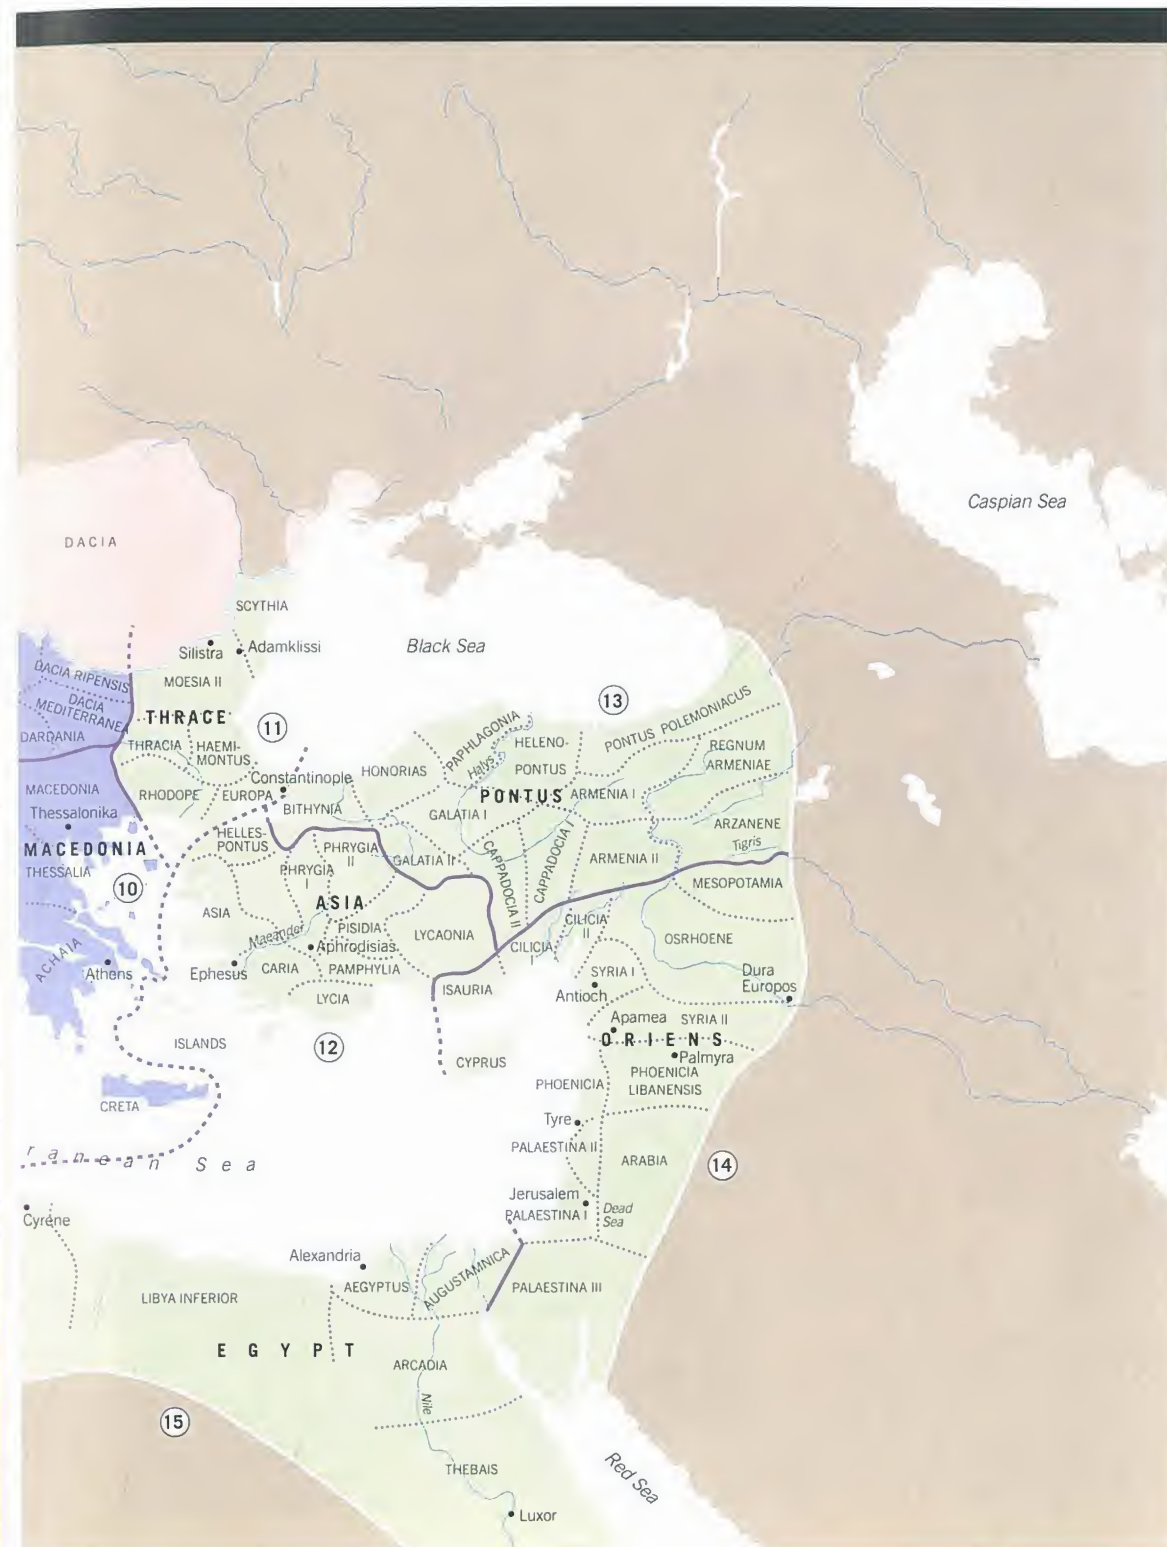 Caspian Sea
DACIA
SCYTHIA
Silistra
Adamklissi
Black Sea
DACIA RIPENSIS
MOESIA II
DACIA
MEDITERRANEA
THRACE
11
13
PAPHLAGONIA
PONTUS POLEMONIACUS
DARDANIA
THRACIA
HAEMI-
MONTUS
HELENO-
PONTUS
REGNUM
ARMENIAE
Halys
HONORIAS
Constantinople
MACEDONIA
RHODOPE
EUROPA
BITHYNIA
PONTUS
ARMENIA I
Thessalonika
GALATIA I
ARZANENE
Tigris
HELLES-
PONTUS
MACEDONIA
PHRYGIA
II
GALATIA II
CAPPADOCIA II
CAPPADOCIA I
ARMENIA II
THESSALIA
PHRYGIA
I
MESOPOTAMIA
10
ASIA
ASIA
PISIDIA
CILICIA
II
Maeander
Aphrodisias
LYCAONIA
CILICIA
I
OSRHOENE
ACHAIA
Athens
Ephesus
CARIA
PAMPHYLIA
SYRIA I
Dura
Europos
LYCIA
ISAURIA
Antioch
Apamea
SYRIA II
ISLANDS
12
ORIENS
CYPRUS
Palmyra
PHOENICIA
PHOENICIA
LIBANENSIS
CRETA
Tyre
PALAESTINA II
ranean Sea
ARABIA
14
Jerusalem
PALAESTINA I
Dead
Sea
Cyrene
Alexandria
AEGYPTUS
AUGUSTAMNICA
PALAESTINA III
LIBYA INFERIOR
EGYPT
ARCADIA
Nile
15
THEBAIS
Red Sea
Luxor